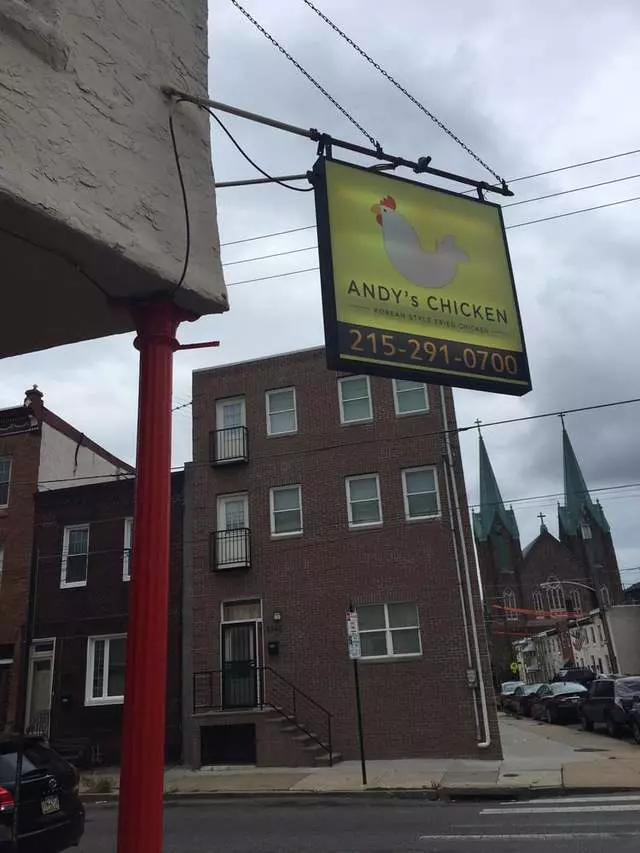 ANDY's CHICKEN
KOREAN STYLE FRIED CHICKEN
215-291-0700